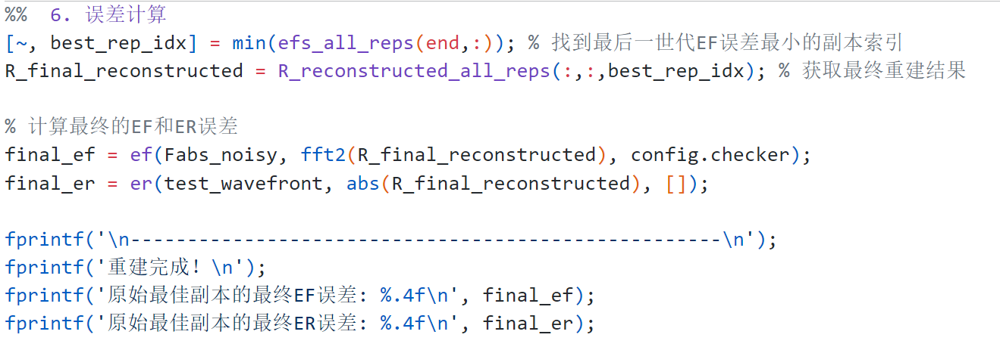 %%  6. 误差计算
[~, best_rep_idx] = min(efs_all_reps(end,:)); % 找到最后一世代EF误差最小的副本索引
R_final_reconstructed = R_reconstructed_all_reps(:,:,best_rep_idx); % 获取最终重建结果
% 计算最终的EF和ER误差
final_ef = ef(Fabs_noisy, fft2(R_final_reconstructed), config.checker);
final_er = er(test_wavefront, abs(R_final_reconstructed), []);
fprintf('\n----------------------------------------------------\n');
fprintf('重建完成！\n');
fprintf('原始最佳副本的最终EF误差: %.4f\n', final_ef);
fprintf('原始最佳副本的最终ER误差: %.4f\n', final_er);